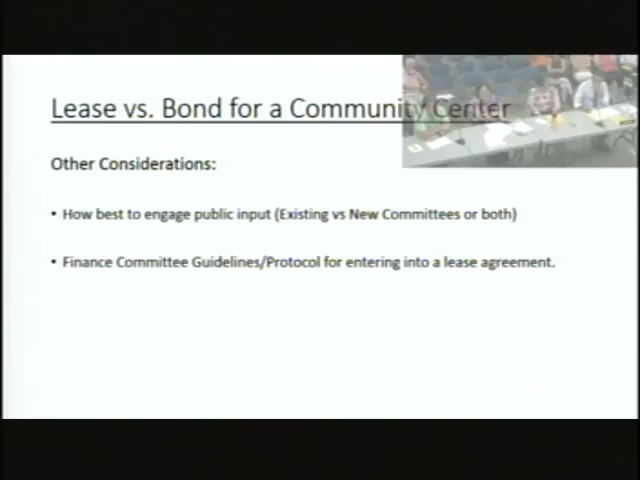 Lease vs. Bond for a Community Center
Other Considerations:
• How best to engage public input (Existing vs New Committees or both)
• Finance Committee Guidelines/Protocol for entering into a lease agreement.